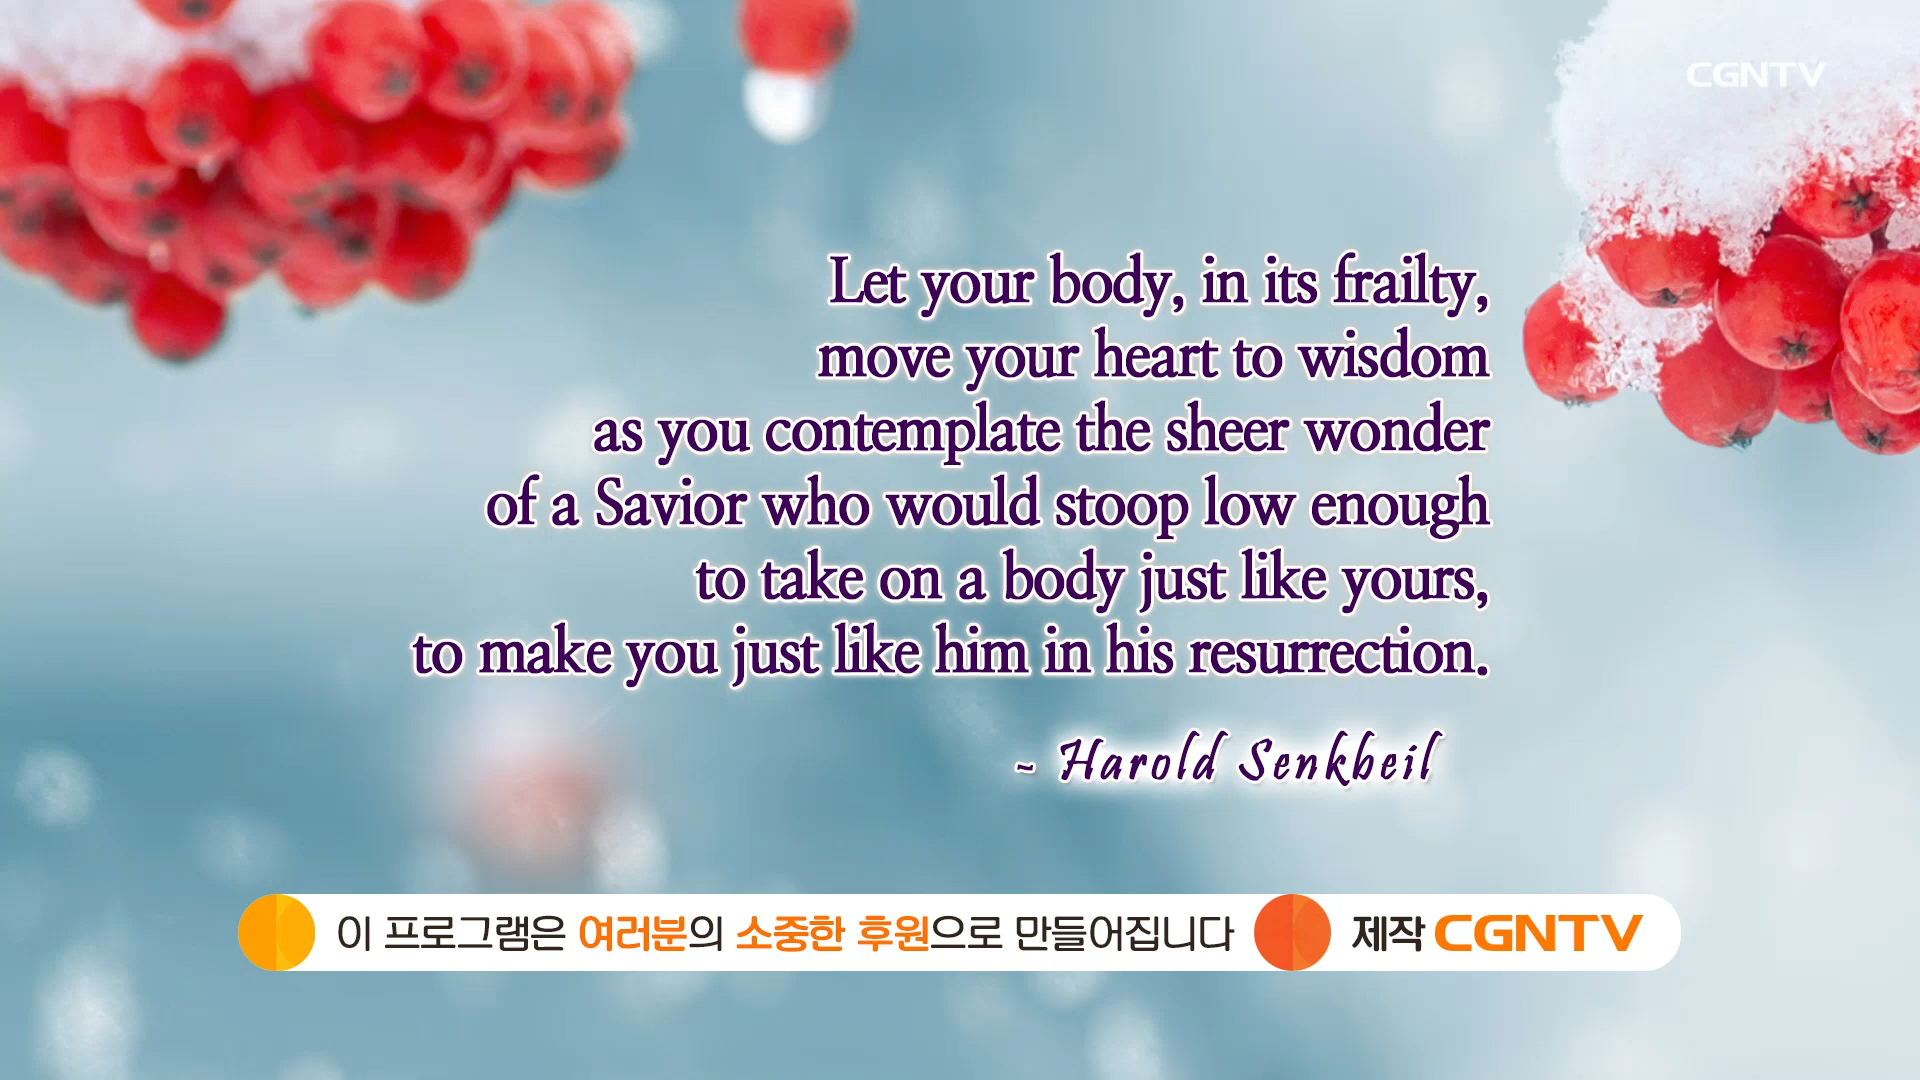 CGNTV
Let your body, in its frailty,
move your heart to wisdom
as you contemplate the sheer wonder
of a Savior who would stoop low enough
to take on a body just like yours,
to make you just like him in his resurrection.
~ Harold Senkbeil
이 프로그램은 여러분의 소중한 후원으로 만들어집니다 제작 CGNTV